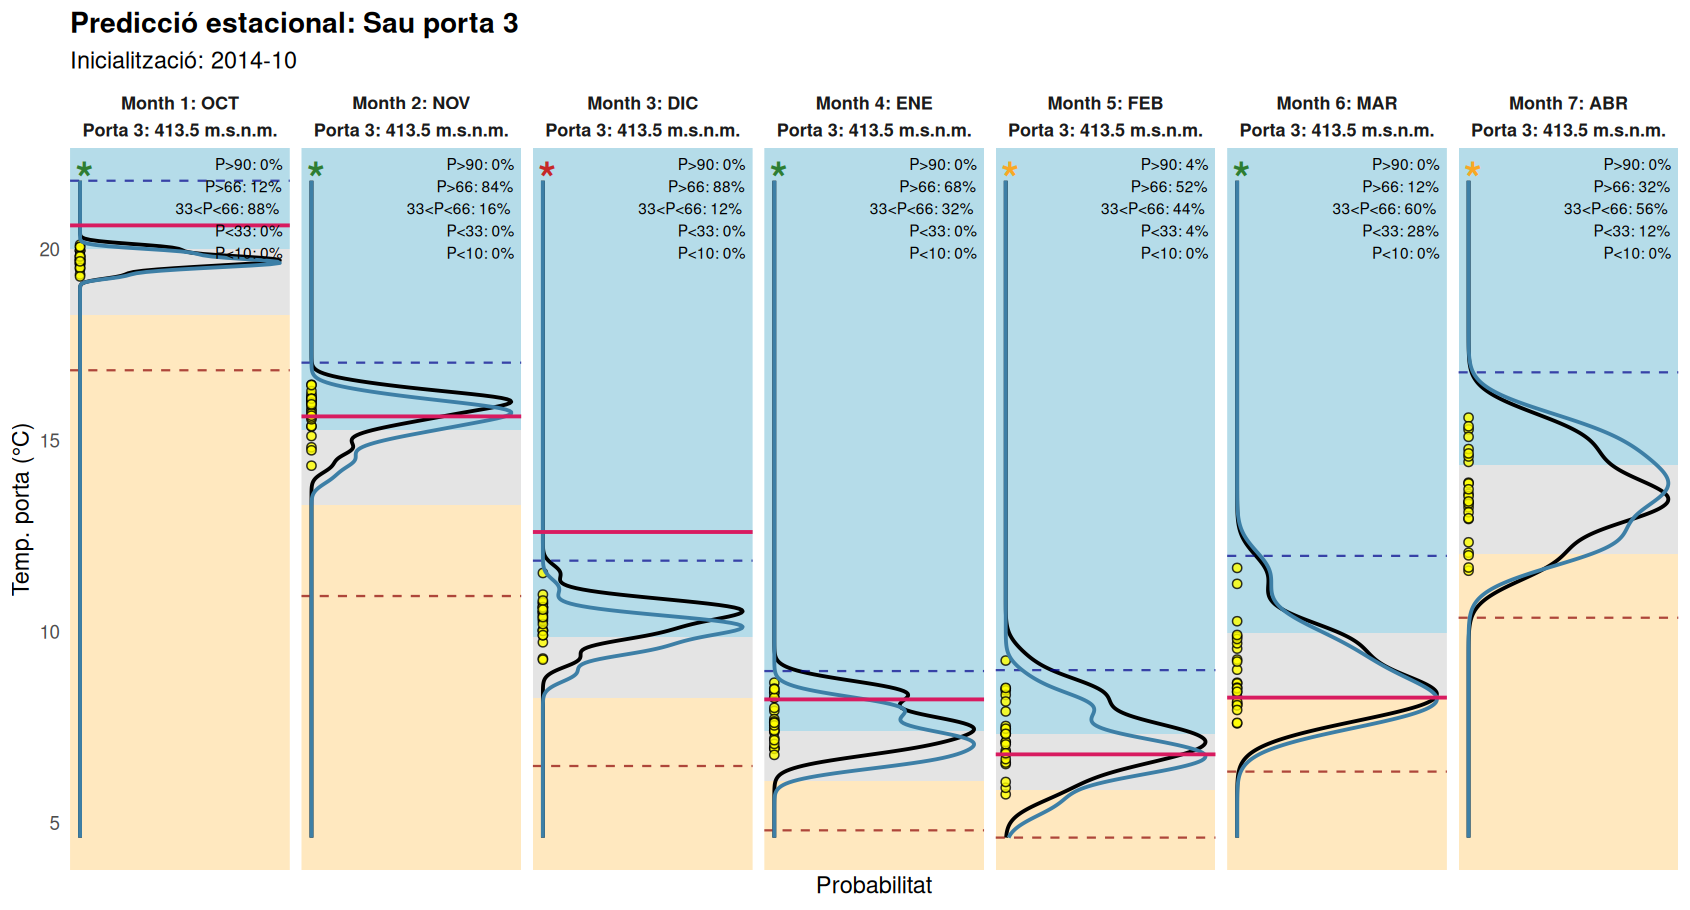 Predicció estacional: Sau porta 3
Inicialització: 2014-10
Month 1: OCT
Porta 3: 413.5 m.s.n.m.
Month 2: NOV
Porta 3: 413.5 m.s.n.m.
Month 3: DIC
Porta 3: 413.5 m.s.n.m.
Month 4: ENE
Porta 3: 413.5 m.s.n.m.
Month 5: FEB
Porta 3: 413.5 m.s.n.m.
Month 6: MAR
Porta 3: 413.5 m.s.n.m.
Month 7: ABR
Porta 3: 413.5 m.s.n.m.
*
P>90: 0%
P>66: 12%
33<P<66: 88%
P<33: 0%
P<10: 0%
*
P>90: 0%
P>66: 84%
33<P<66: 16%
P<33: 0%
P<10: 0%
*
P>90: 0%
P>66: 88%
33<P<66: 12%
P<33: 0%
P<10: 0%
*
P>90: 0%
P>66: 68%
33<P<66: 32%
P<33: 0%
P<10: 0%
*
P>90: 4%
P>66: 52%
33<P<66: 44%
P<33: 4%
P<10: 0%
*
P>90: 0%
P>66: 12%
33<P<66: 60%
P<33: 28%
P<10: 0%
*
P>90: 0%
P>66: 32%
33<P<66: 56%
P<33: 12%
P<10: 0%
20
15
10
5
Temp. porta (°C)
Probabilitat